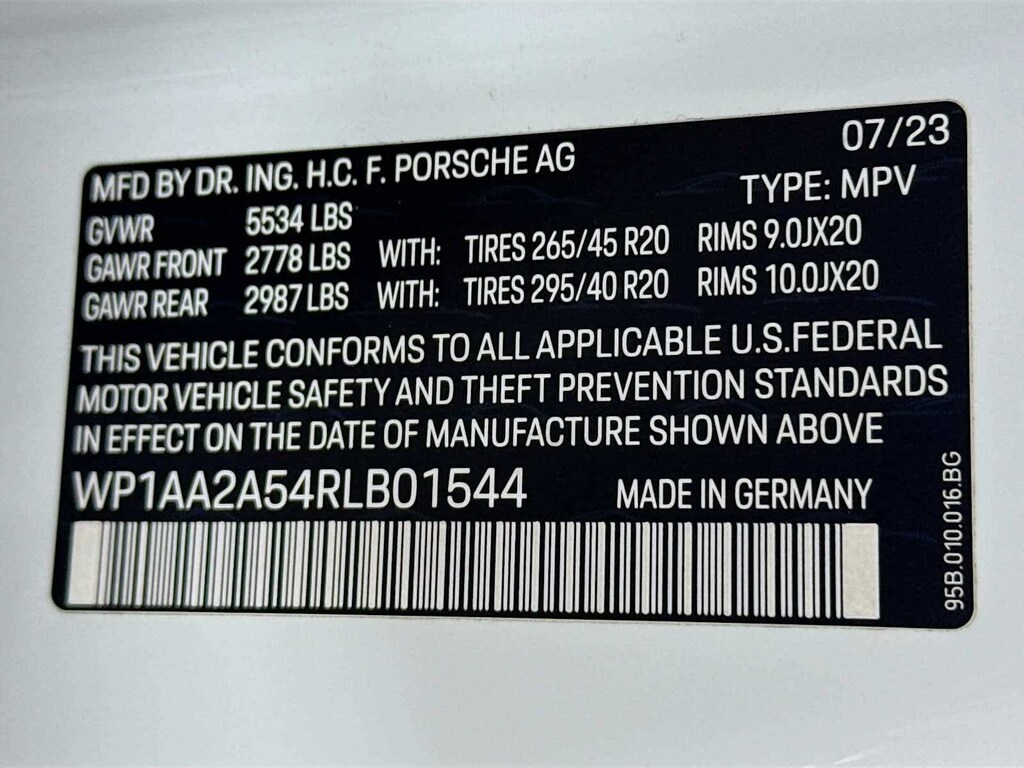 07/23
MFD BY DR. ING. H.C. F. PORSCHE AG
TYPE: MPV
GVWR 5534 LBS
GAWR FRONT 2778 LBS WITH: TIRES 265/45 R20 RIMS 9.0JX20
GAWR REAR 2987 LBS WITH: TIRES 295/40 R20 RIMS 10.0JX20
THIS VEHICLE CONFORMS TO ALL APPLICABLE U.S.FEDERAL
MOTOR VEHICLE SAFETY AND THEFT PREVENTION STANDARDS
IN EFFECT ON THE DATE OF MANUFACTURE SHOWN ABOVE
WP1AA2A54RLB01544 MADE IN GERMANY
95B.010.016.BG